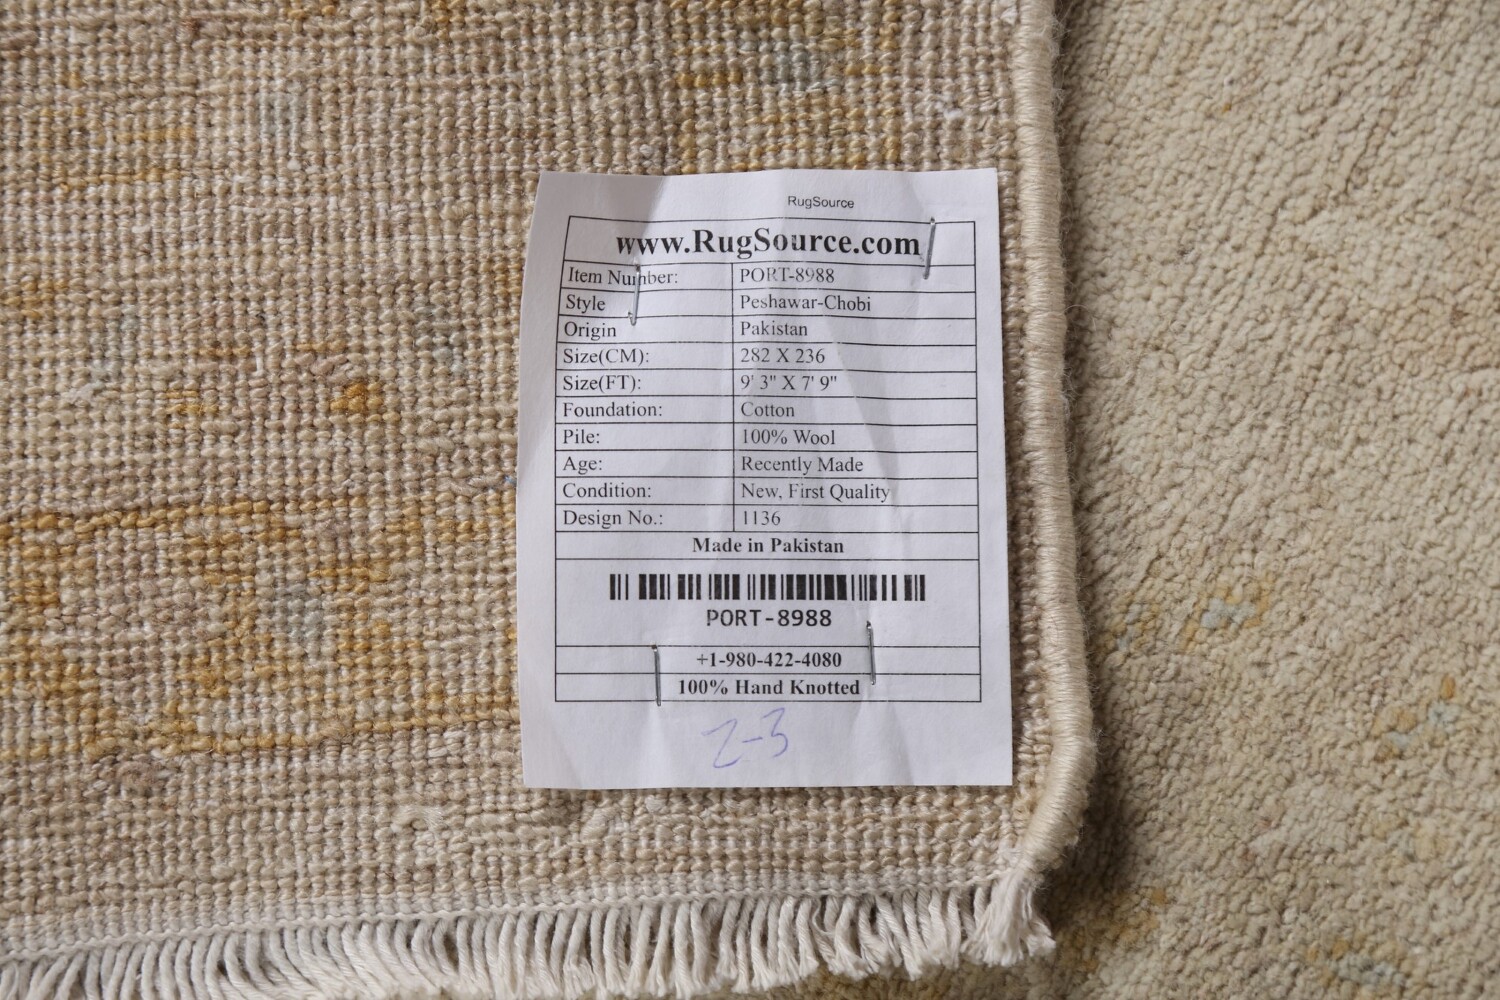 RugSource
www.RugSource.com
Item Number: PORT-8988
Style Peshawar-Chobi
Origin Pakistan
Size(CM): 282 X 236
Size(FT): 9' 3" X 7' 9"
Foundation: Cotton
Pile: 100% Wool
Age: Recently Made
Condition: New, First Quality
Design No.: 1136
Made in Pakistan
PORT-8988
+1-980-422-4080
100% Hand Knotted
2-3